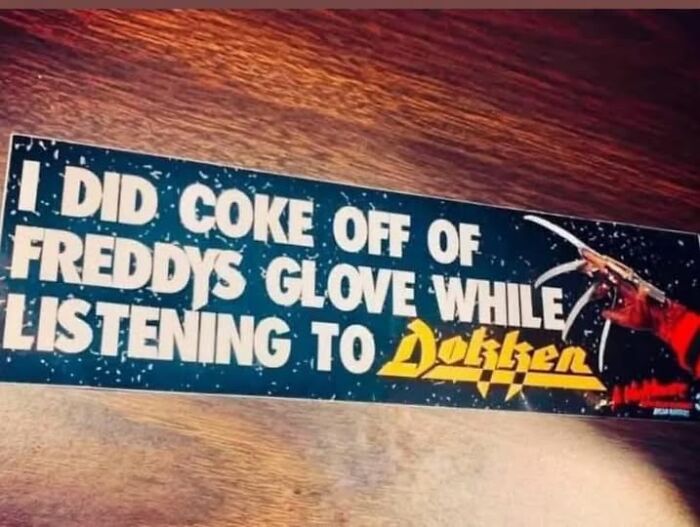 I DID COKE OFF OF
FREDDYS GLOVE WHILE
LISTENING TO Dokken